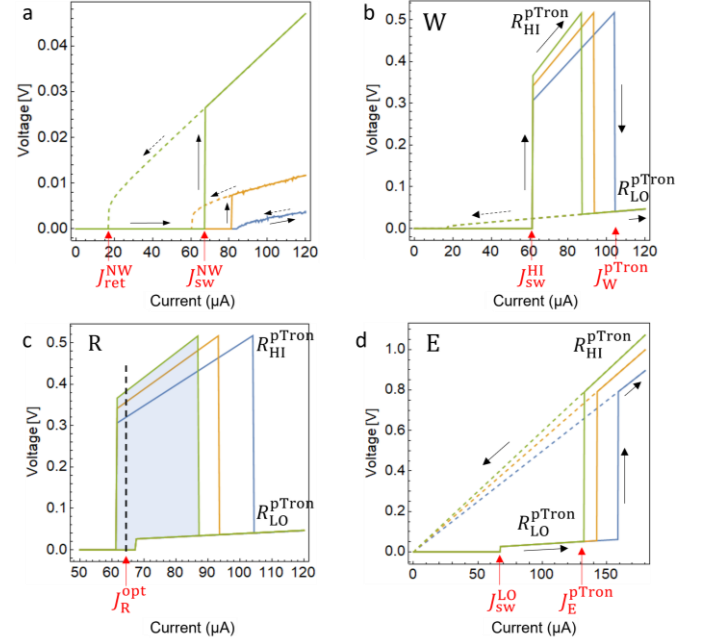 a
Voltage [V]
0.04
0.03
0.02
0.01
0.00
0 20 40 60 80 100 120
J_ret^NW J_sw^NW
Current (μA)
b W
Voltage [V]
0.5
0.4
0.3
0.2
0.1
0.0
R_HI^pTron
R_LO^pTron
0 20 40 60 80 100 120
J_sw^HI J_W^pTron
Current (μA)
c R
Voltage [V]
0.5
0.4
0.3
0.2
0.1
0.0
R_HI^pTron
R_LO^pTron
50 60 70 80 90 100 110 120
J_R^opt
Current (μA)
d E
Voltage [V]
1.0
0.8
0.6
0.4
0.2
0.0
R_HI^pTron
R_LO^pTron
0 50 100 150
J_sw^LO J_E^pTron
Current (μA)